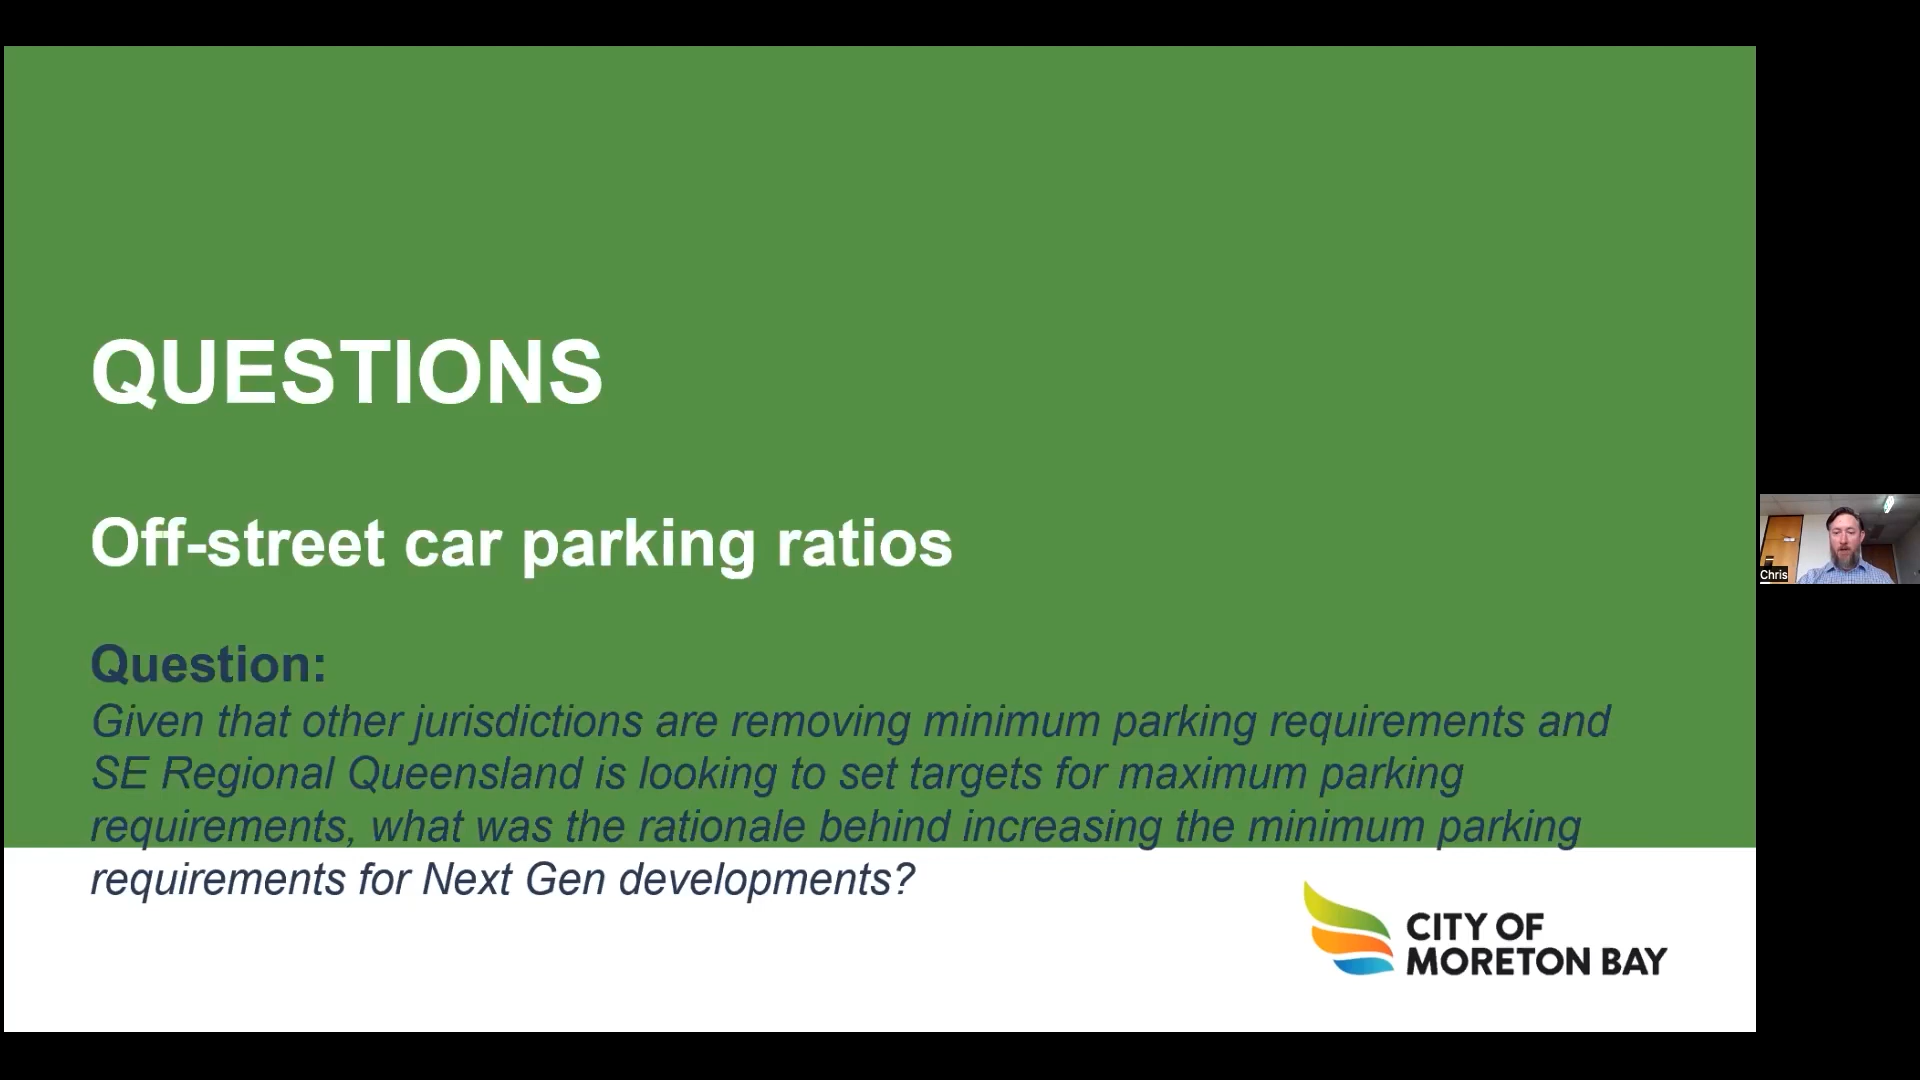 QUESTIONS
Off-street car parking ratios
Question:
Given that other jurisdictions are removing minimum parking requirements and
SE Regional Queensland is looking to set targets for maximum parking
requirements, what was the rationale behind increasing the minimum parking
requirements for Next Gen developments?
CITY OF
MORETON BAY
Chris